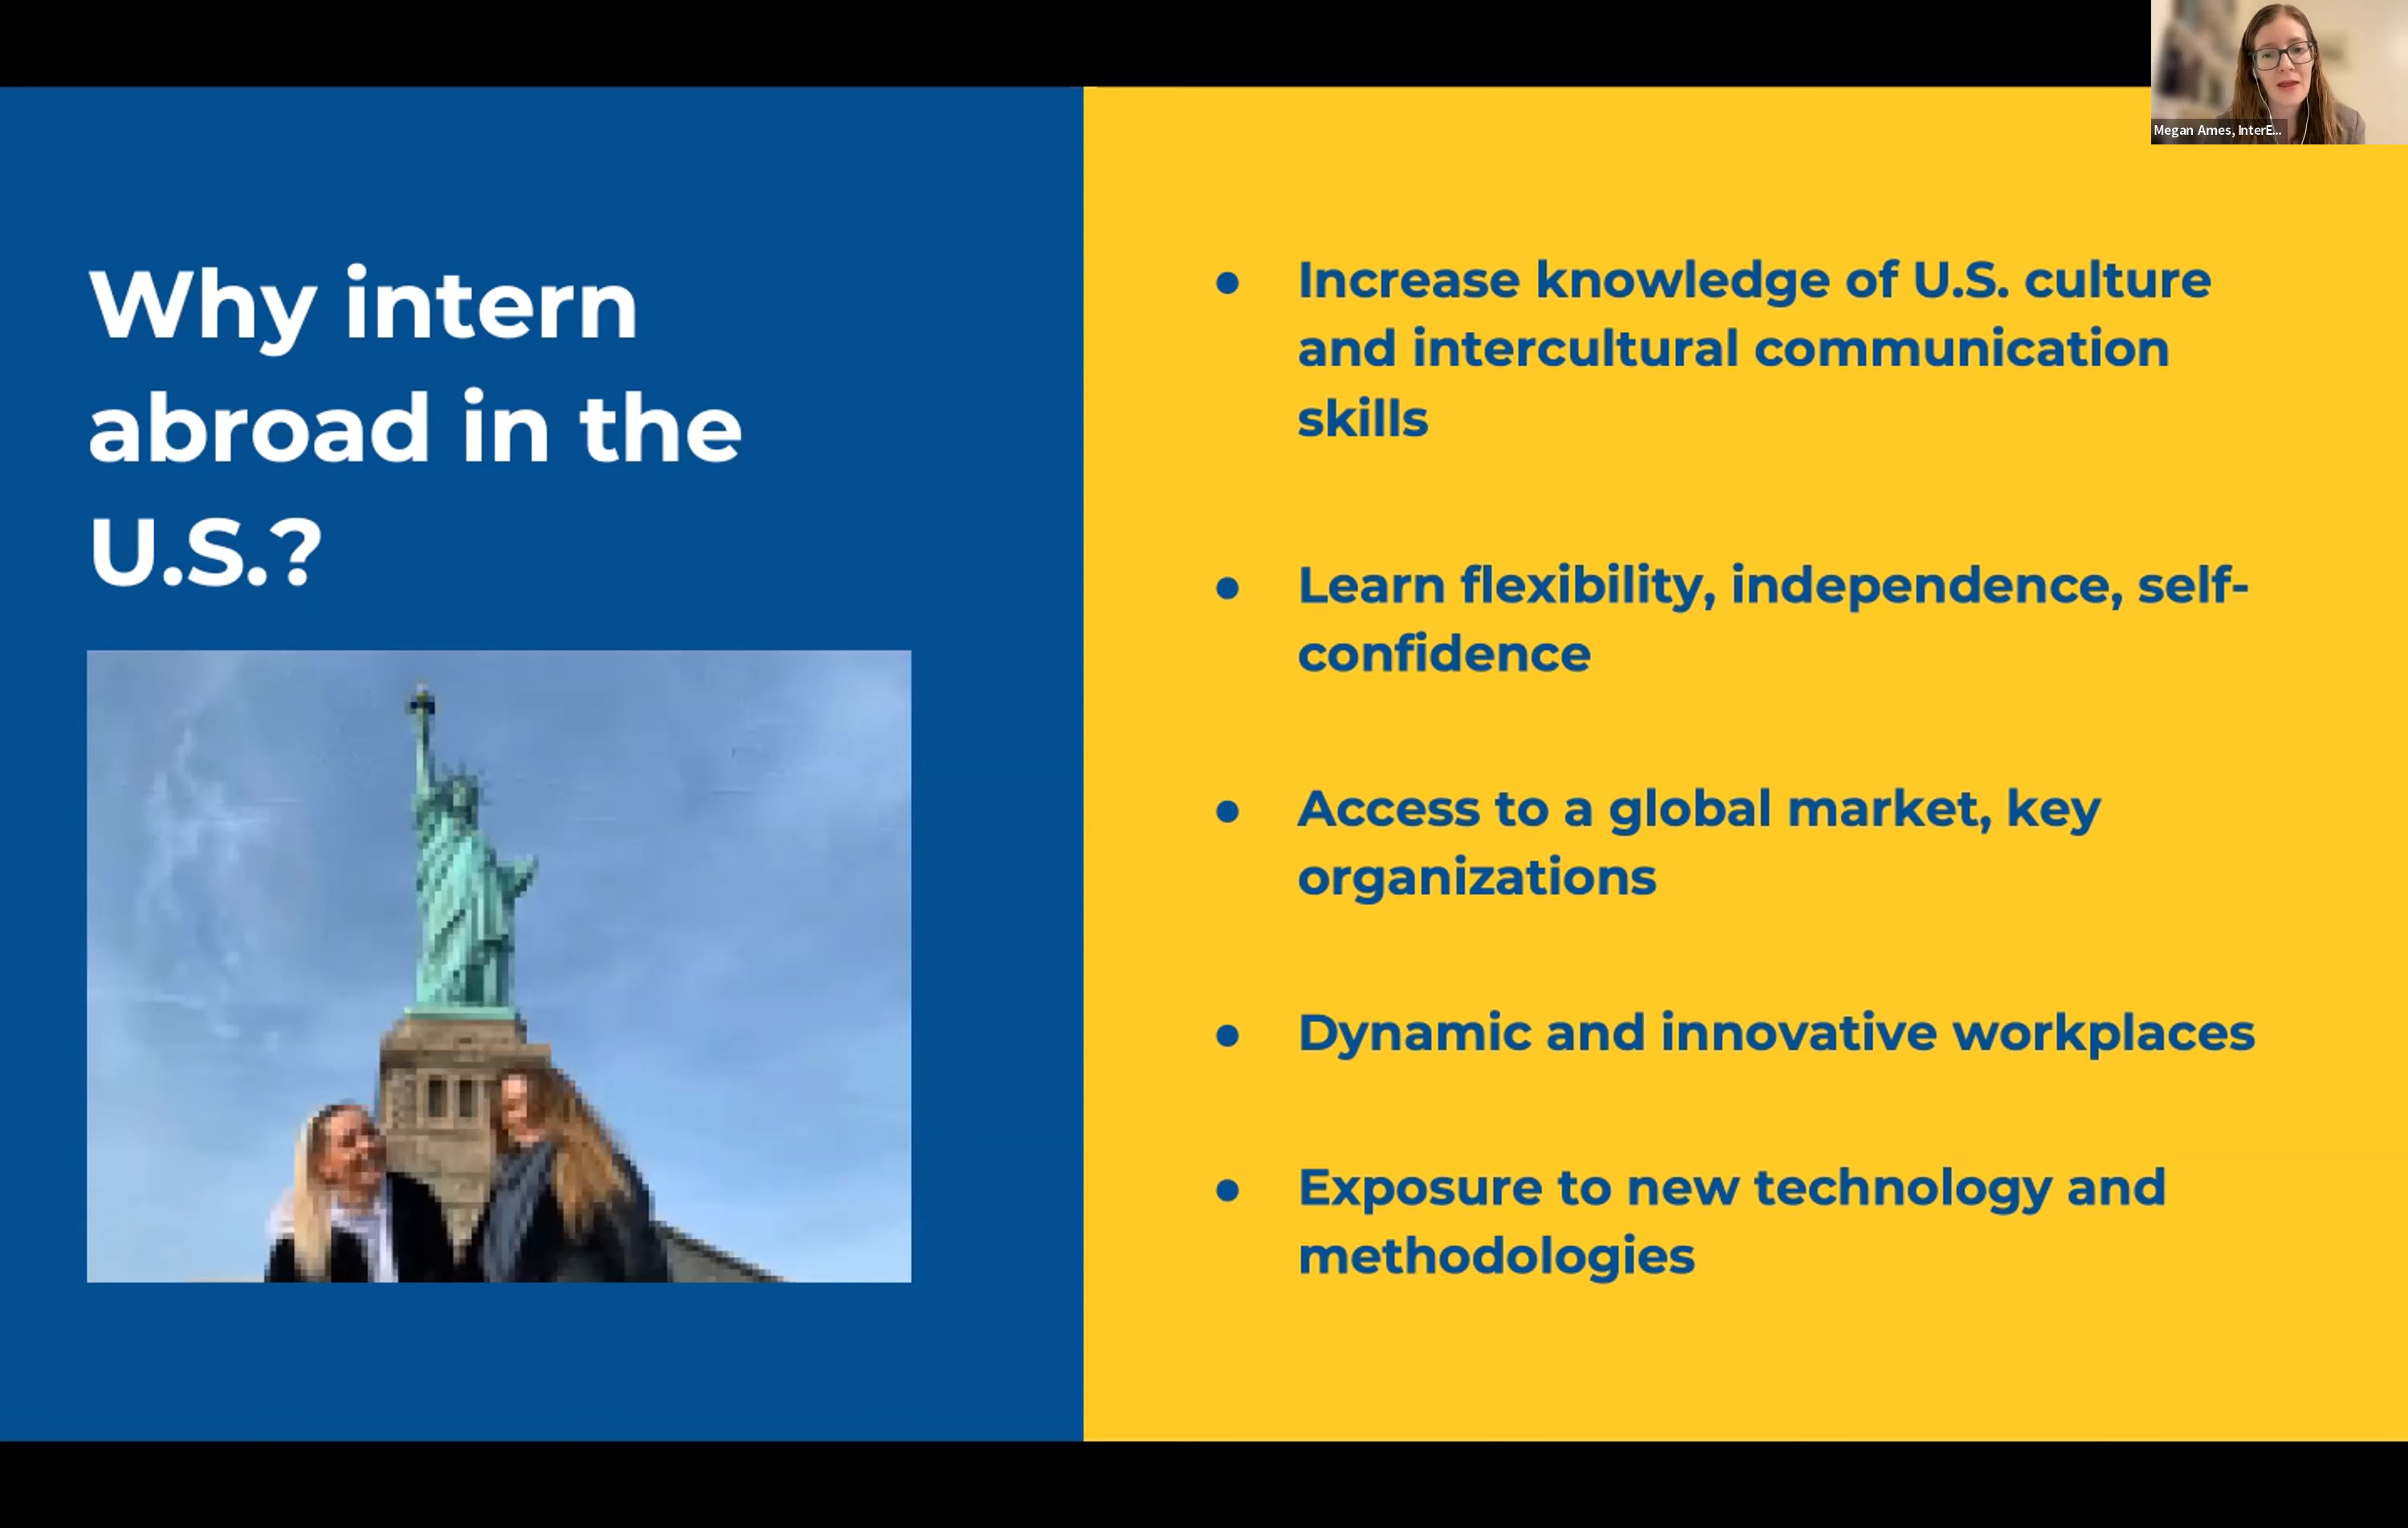 Why intern
abroad in the
U.S.?
● Increase knowledge of U.S. culture
and intercultural communication
skills
● Learn flexibility, independence, self-
confidence
● Access to a global market, key
organizations
● Dynamic and innovative workplaces
● Exposure to new technology and
methodologies
Megan Ames, InterE...